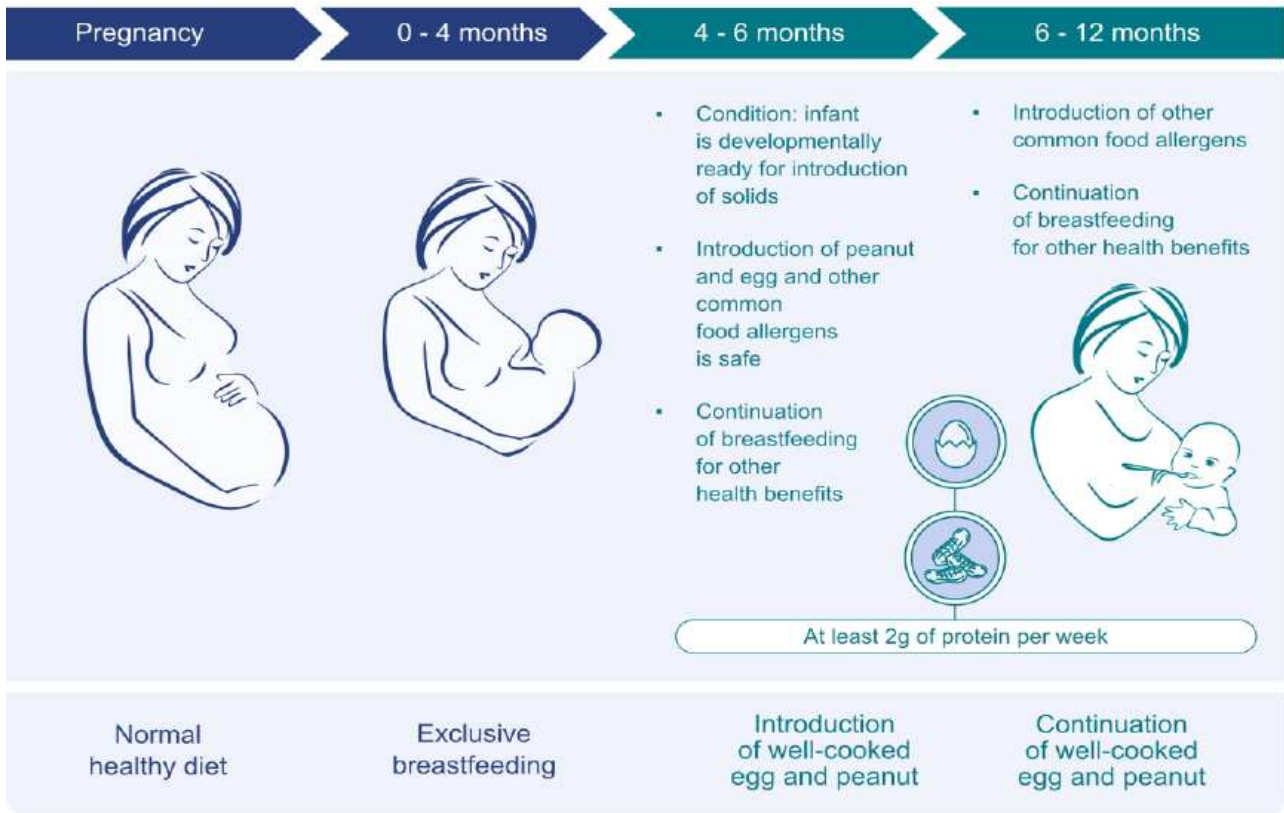 Pregnancy
0 - 4 months
4 - 6 months
6 - 12 months
▪ Condition: infant
is developmentally
ready for introduction
of solids
▪ Introduction of peanut
and egg and other
common
food allergens
is safe
▪ Continuation
of breastfeeding
for other
health benefits
▪ Introduction of other
common food allergens
▪ Continuation
of breastfeeding
for other health benefits
At least 2g of protein per week
Normal
healthy diet
Exclusive
breastfeeding
Introduction
of well-cooked
egg and peanut
Continuation
of well-cooked
egg and peanut